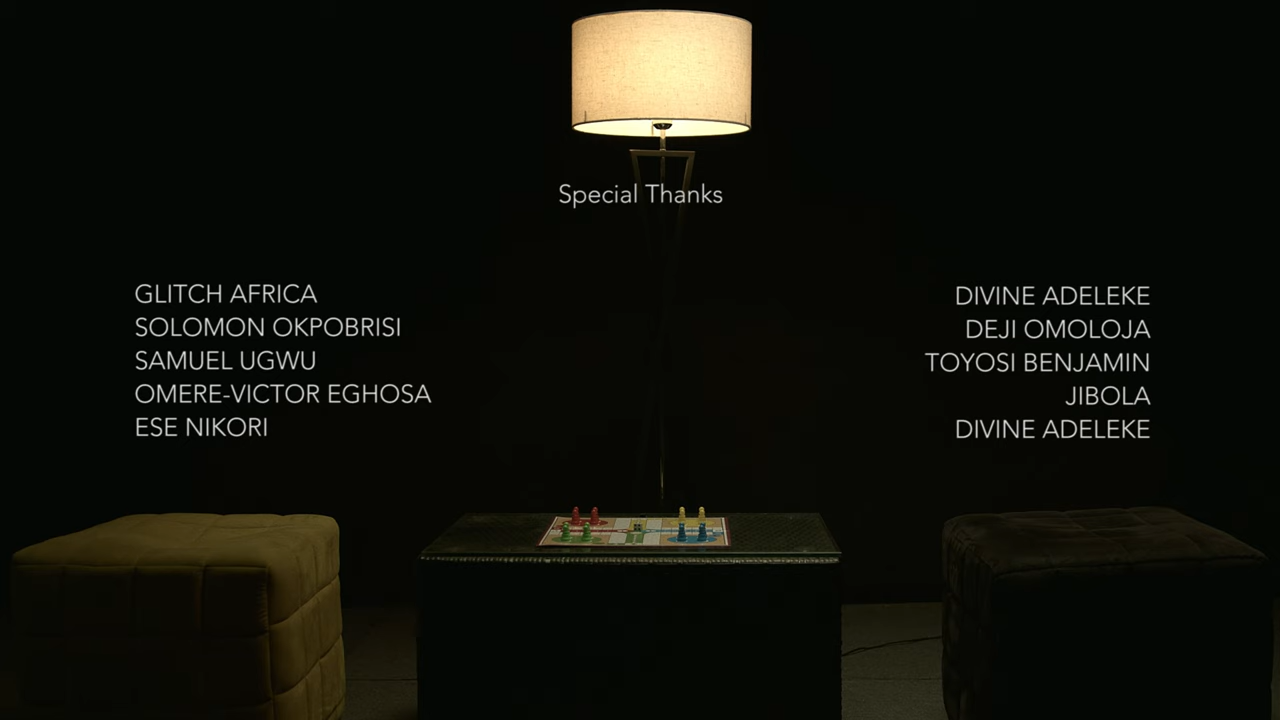 Special Thanks
GLITCH AFRICA
SOLOMON OKPOBRISI
SAMUEL UGWU
OMERE-VICTOR EGHOSA
ESE NIKORI
DIVINE ADELEKE
DEJI OMOLOJA
TOYOSI BENJAMIN
JIBOLA
DIVINE ADELEKE